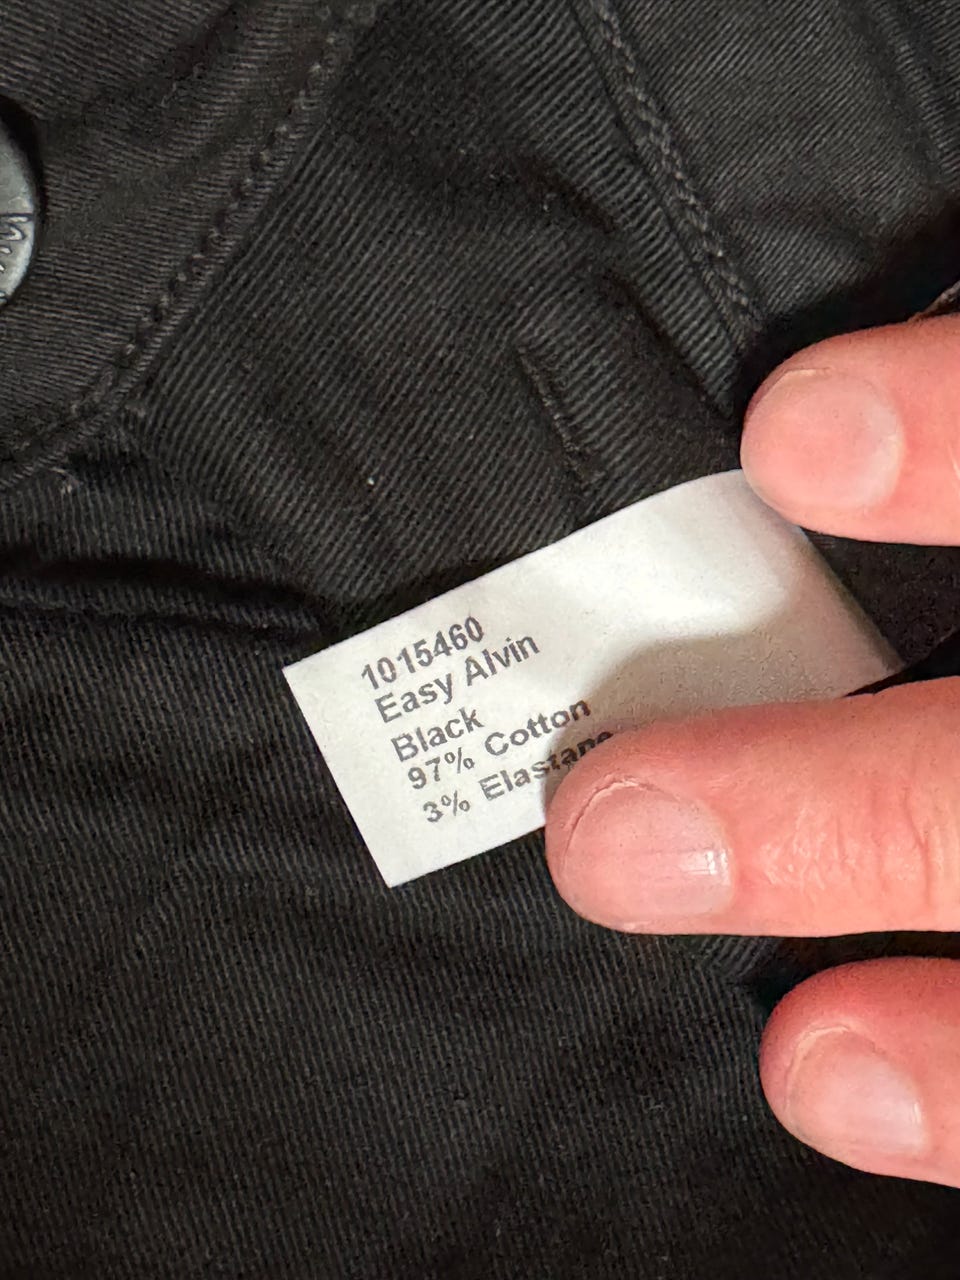 1015460
Easy Alvin
Black
97% Cotton
3% Elastane